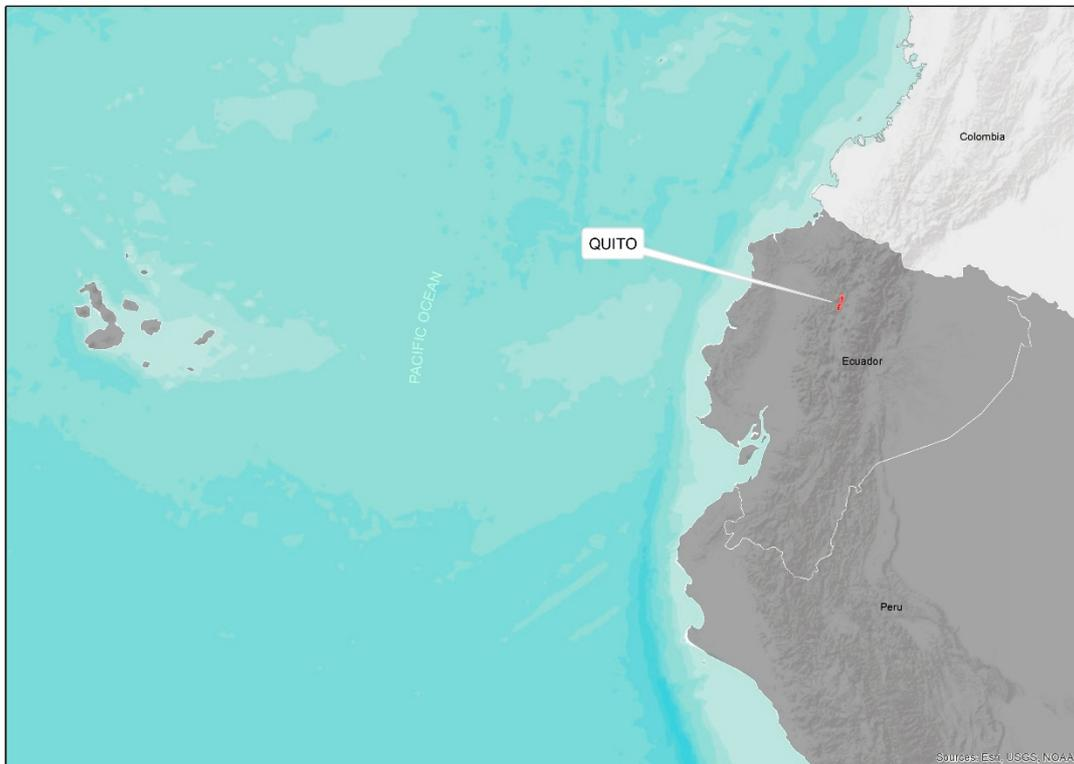 Colombia
QUITO
PACIFIC OCEAN
Ecuador
Peru
Sources: Esri, USGS, NOAA